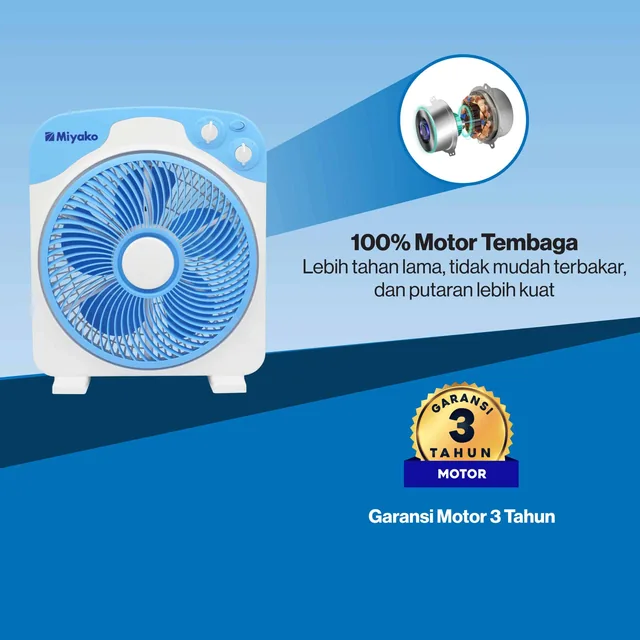 Miyako
100% Motor Tembaga
Lebih tahan lama, tidak mudah terbakar,
dan putaran lebih kuat
GARANSI
3
TAHUN
MOTOR
Garansi Motor 3 Tahun